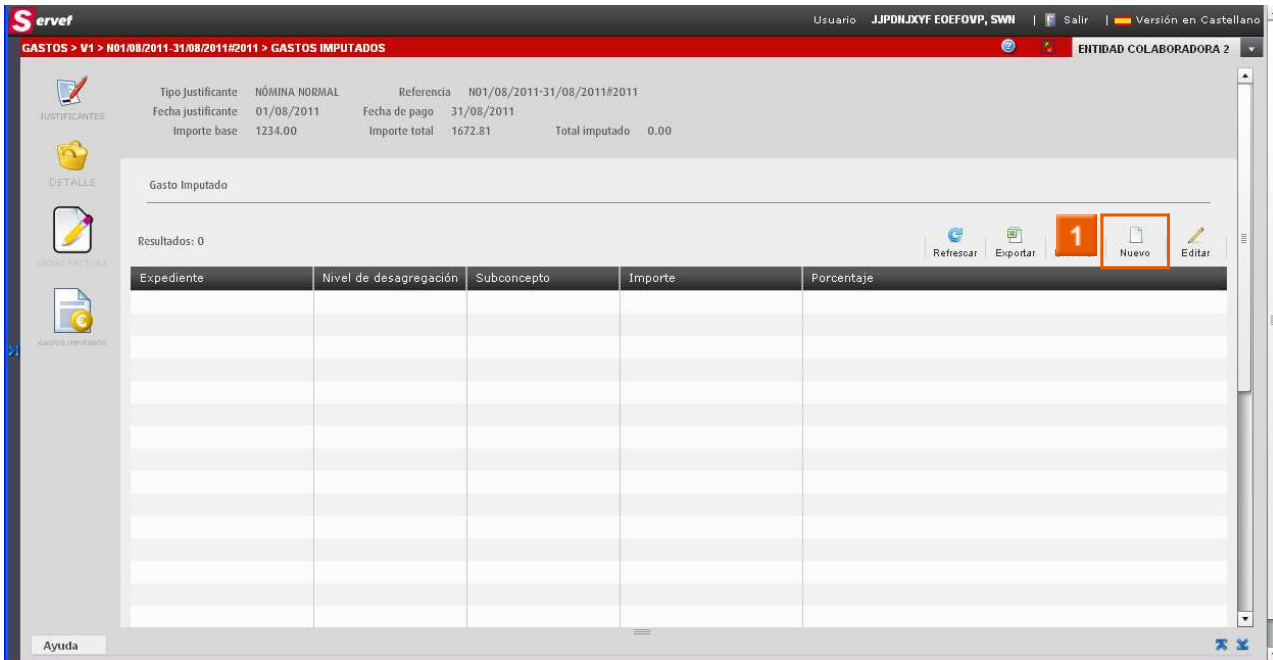 Servef
Usuario JJPDNJXYF EOEFOVP, SWN | Salir | Versión en Castellano
GASTOS > V1 > N01/08/2011-31/08/2011#2011 > GASTOS IMPUTADOS
ENTIDAD COLABORADORA 2
Tipo Justificante NÓMINA NORMAL Referencia N01/08/2011-31/08/2011#2011
Fecha justificante 01/08/2011 Fecha de pago 31/08/2011
Importe base 1234.00 Importe total 1672.81 Total imputado 0.00
JUSTIFICANTES
DETALLE
LÍNEAS FACTURA
GASTOS IMPUTADOS
Gasto Imputado
Resultados: 0
Refrescar Exportar 1 Nuevo Editar
Expediente Nivel de desagregación Subconcepto Importe Porcentaje
Ayuda